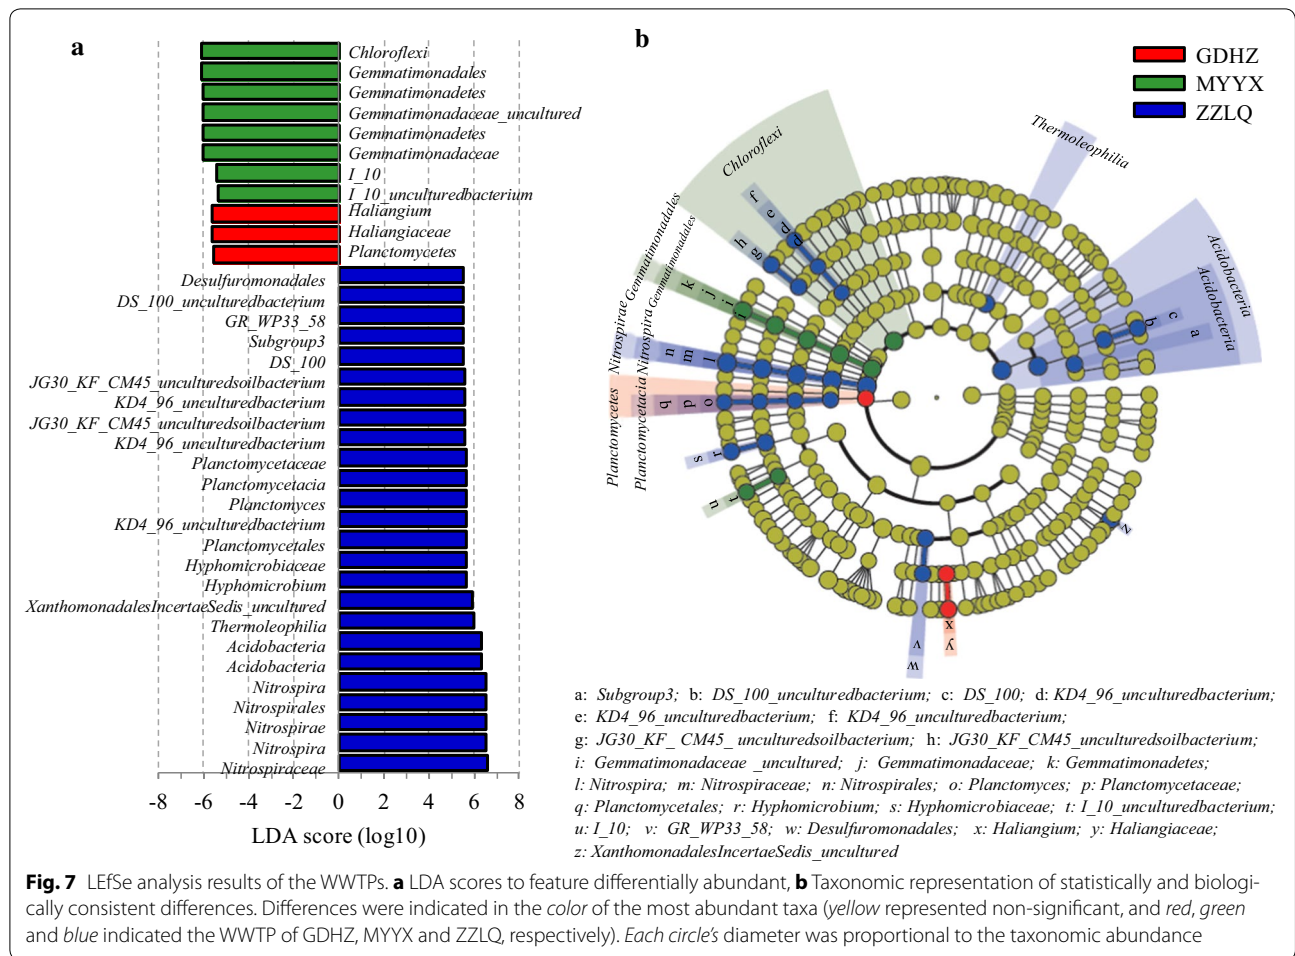 a
Chloroflexi
Gemmatimonadales
Gemmatimonadetes
Gemmatimonadaceae_uncultured
Gemmatimonadetes
Gemmatimonadaceae
I_10
I_10_unculturedbacterium
Haliangium
Haliangiaceae
Planctomycetes
Desulfuromonadales
DS_100_unculturedbacterium
GR_WP33_58
Subgroup3
DS_100
JG30_KF_CM45_unculturedsoilbacterium
KD4_96_unculturedbacterium
JG30_KF_CM45_unculturedsoilbacterium
KD4_96_unculturedbacterium
Planctomycetaceae
Planctomycetacia
Planctomyces
KD4_96_unculturedbacterium
Planctomycetales
Hyphomicrobiaceae
Hyphomicrobium
XanthomonadalesIncertaeSedis_uncultured
Thermoleophilia
Acidobacteria
Acidobacteria
Nitrospira
Nitrospirales
Nitrospirae
Nitrospira
Nitrospiraceae
-8 -6 -4 -2 0 2 4 6 8
LDA score (log10)
b
GDHZ
MYYX
ZZLQ
Thermoleophilia
Chloroflexi
Acidobacteria
Acidobacteria
Gemmatimonadales
Gemmatimonadales
Nitrospirae
Nitrospira
Planctomycetes
Planctomycetacia
f
e
d
d
h
g
k
j
i
i
n
m
l
q
p
o
s
r
u
t
c
b
a
z
x
y
v
w
a: Subgroup3; b: DS_100_unculturedbacterium; c: DS_100; d: KD4_96_unculturedbacterium;
e: KD4_96_unculturedbacterium; f: KD4_96_unculturedbacterium;
g: JG30_KF_ CM45_ unculturedsoilbacterium; h: JG30_KF_CM45_unculturedsoilbacterium;
i: Gemmatimonadaceae _uncultured; j: Gemmatimonadaceae; k: Gemmatimonadetes;
l: Nitrospira; m: Nitrospiraceae; n: Nitrospirales; o: Planctomyces; p: Planctomycetaceae;
q: Planctomycetales; r: Hyphomicrobium; s: Hyphomicrobiaceae; t: I_10_unculturedbacterium;
u: I_10; v: GR_WP33_58; w: Desulfuromonadales; x: Haliangium; y: Haliangiaceae;
z: XanthomonadalesIncertaeSedis_uncultured
Fig. 7 LEfSe analysis results of the WWTPs. a LDA scores to feature differentially abundant, b Taxonomic representation of statistically and biologi-
cally consistent differences. Differences were indicated in the color of the most abundant taxa (yellow represented non-significant, and red, green
and blue indicated the WWTP of GDHZ, MYYX and ZZLQ, respectively). Each circle's diameter was proportional to the taxonomic abundance